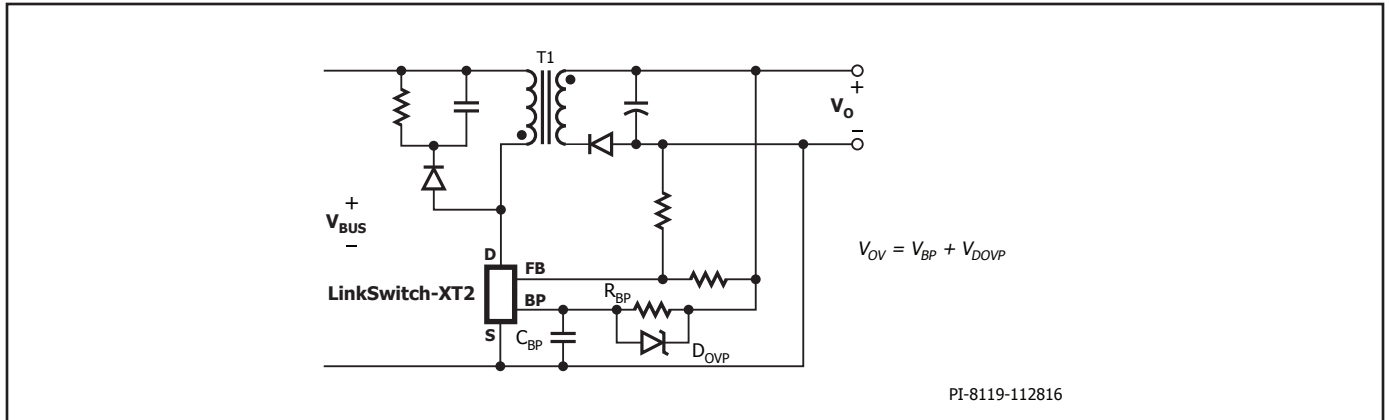 T1
+
V_O
−
+
V_BUS
−
D
FB
V_OV = V_BP + V_DOVP
LinkSwitch-XT2
BP
R_BP
S
C_BP
D_OVP
PI-8119-112816